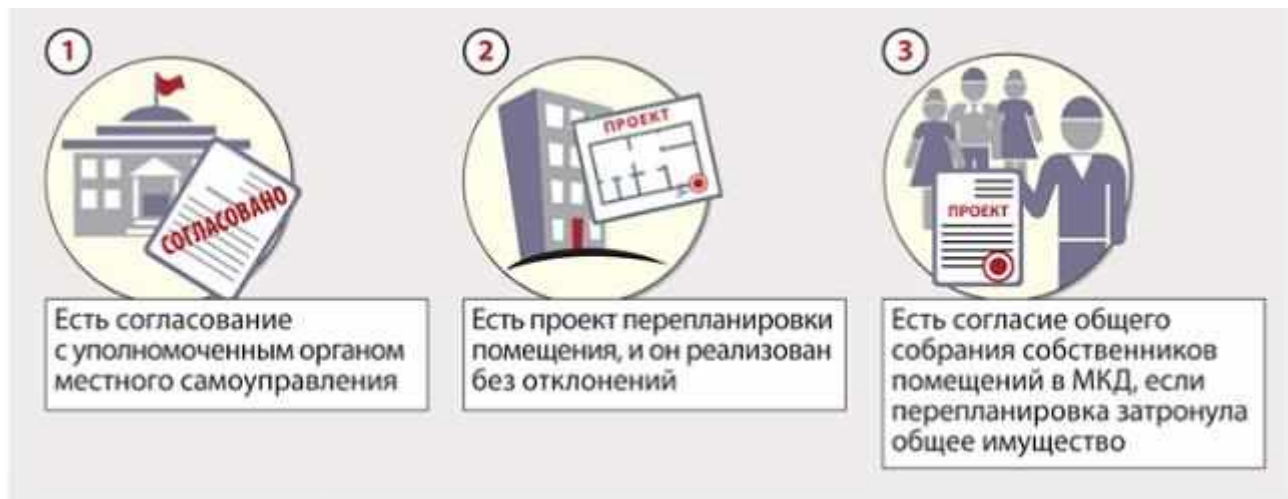 1
СОГЛАСОВАНО
Есть согласование
с уполномоченным органом
местного самоуправления
2
ПРОЕКТ
Есть проект перепланировки
помещения, и он реализован
без отклонений
3
ПРОЕКТ
Есть согласие общего
собрания собственников
помещений в МКД, если
перепланировка затронула
общее имущество